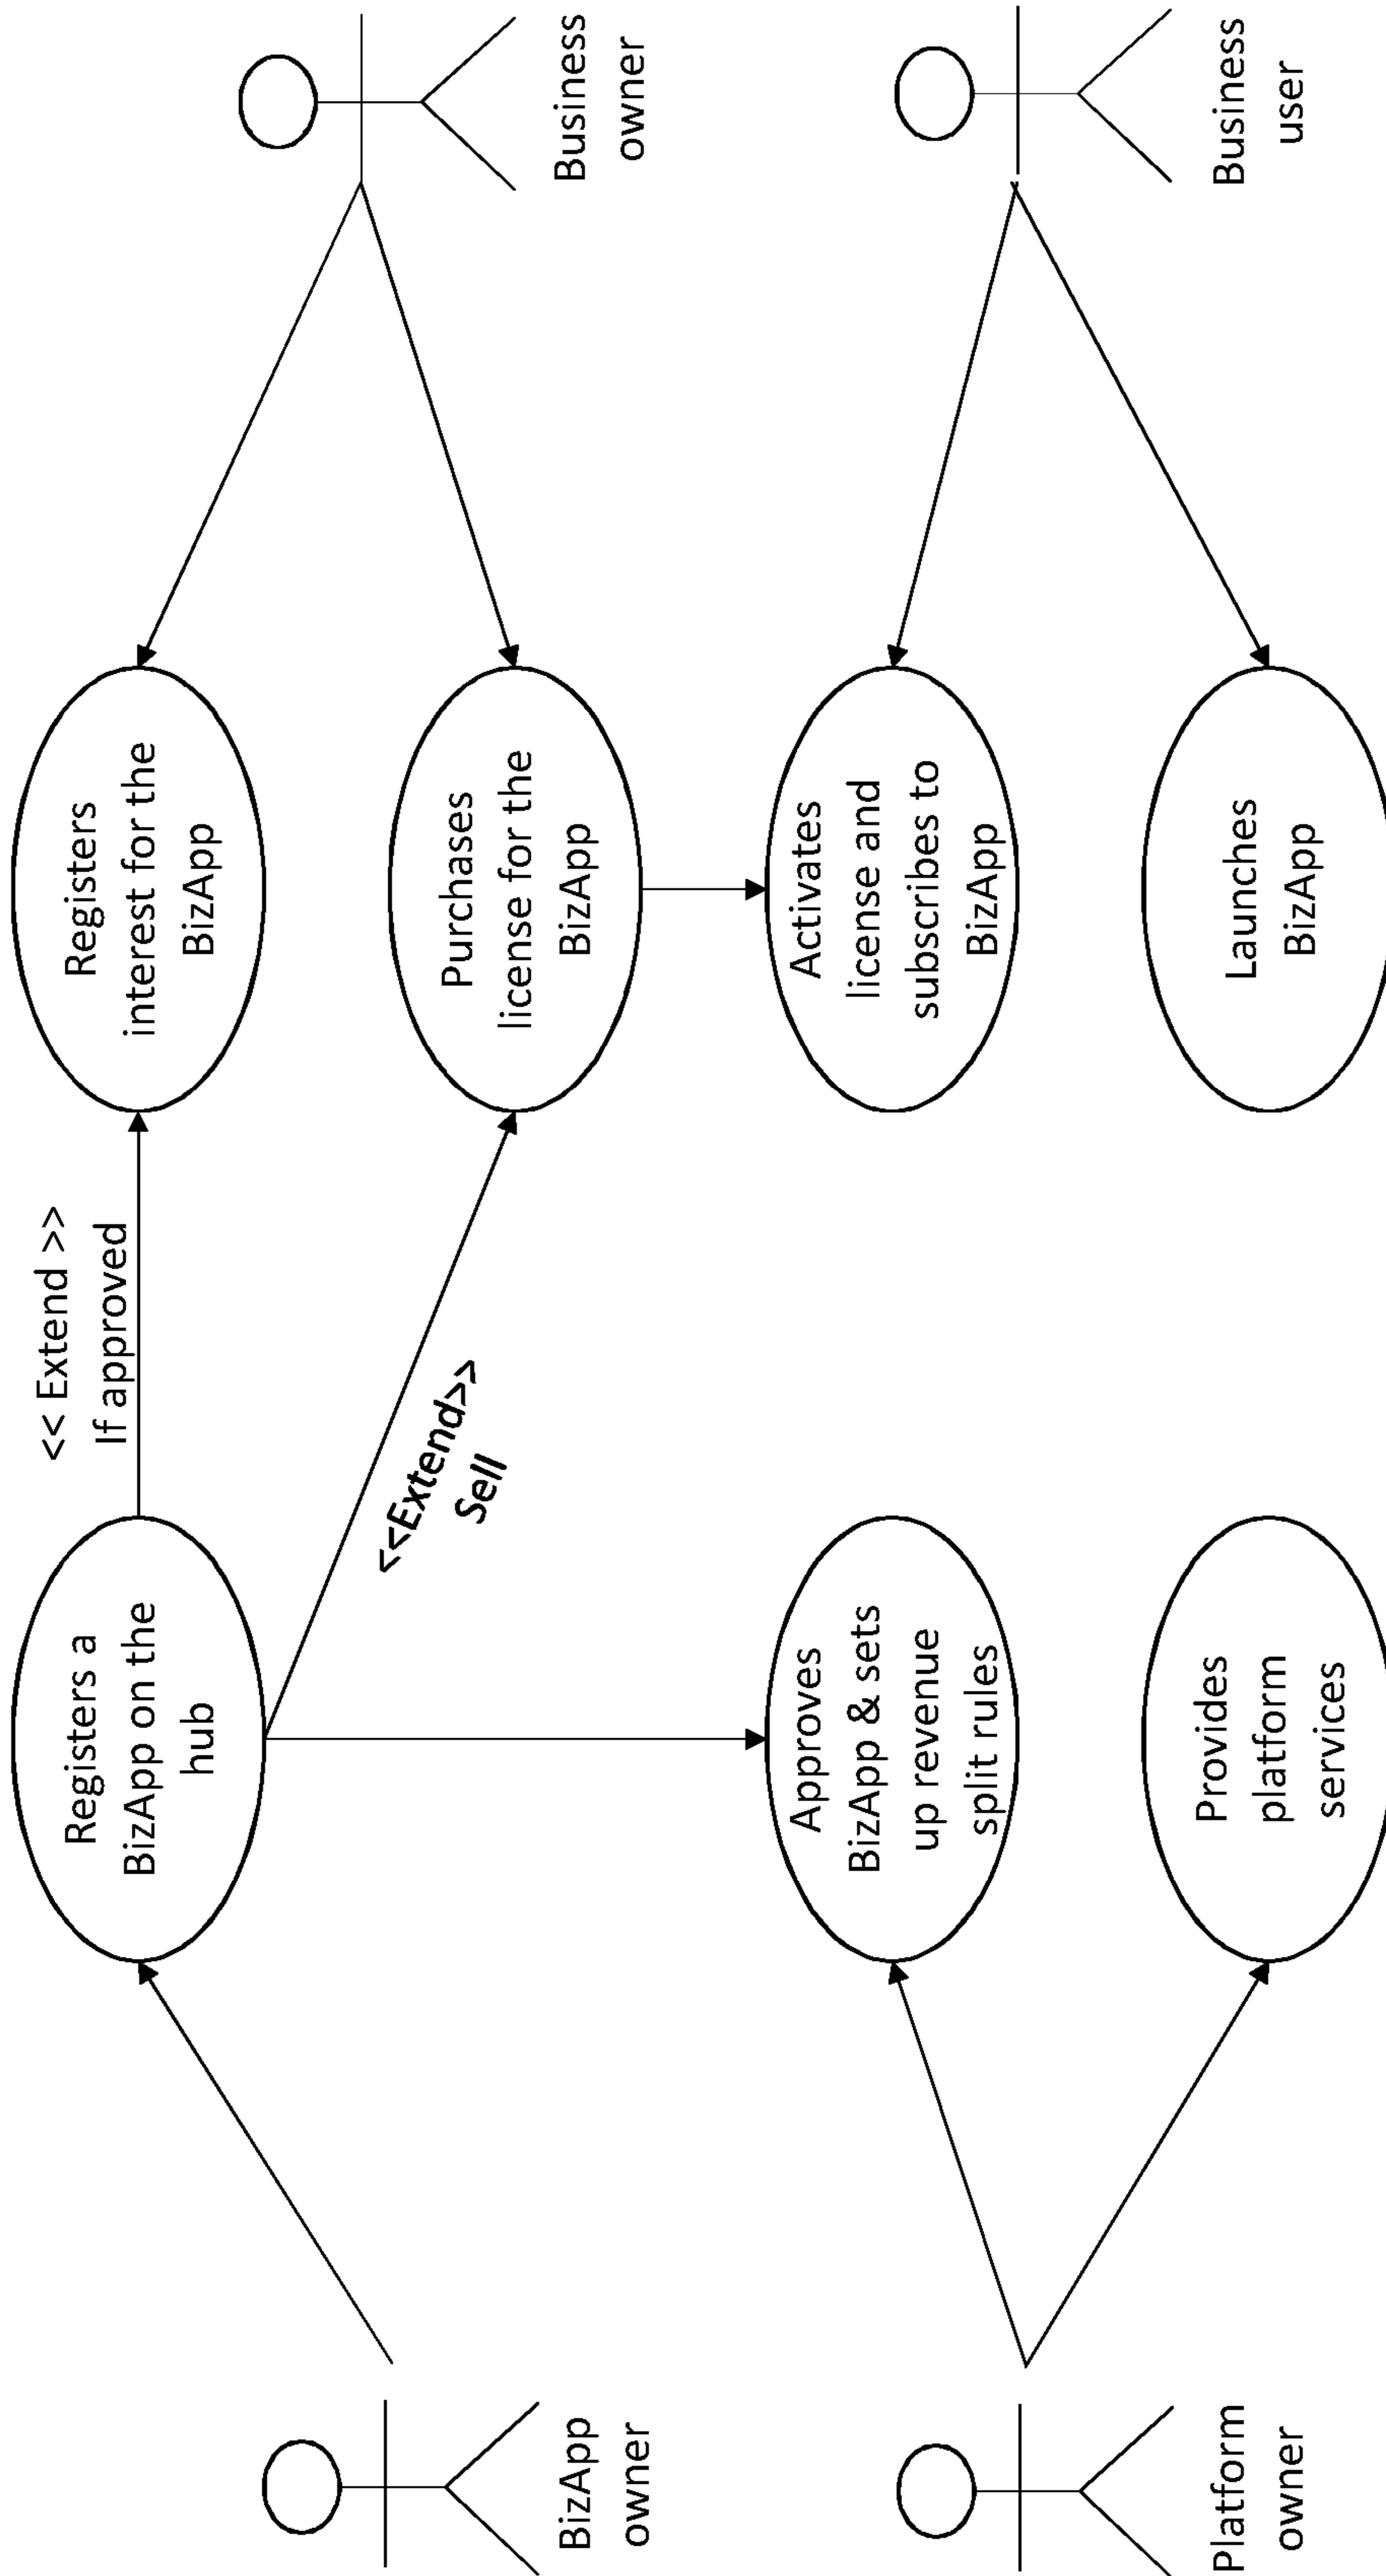 Registers a
BizApp on the
hub
<< Extend >>
If approved
Registers
interest for the
BizApp
<<Extend>>
Sell
Purchases
license for the
BizApp
BizApp
owner
Business
owner
Approves
BizApp & sets
up revenue
split rules
Activates
license and
subscribes to
BizApp
Provides
platform
services
Launches
BizApp
Platform
owner
Business
user